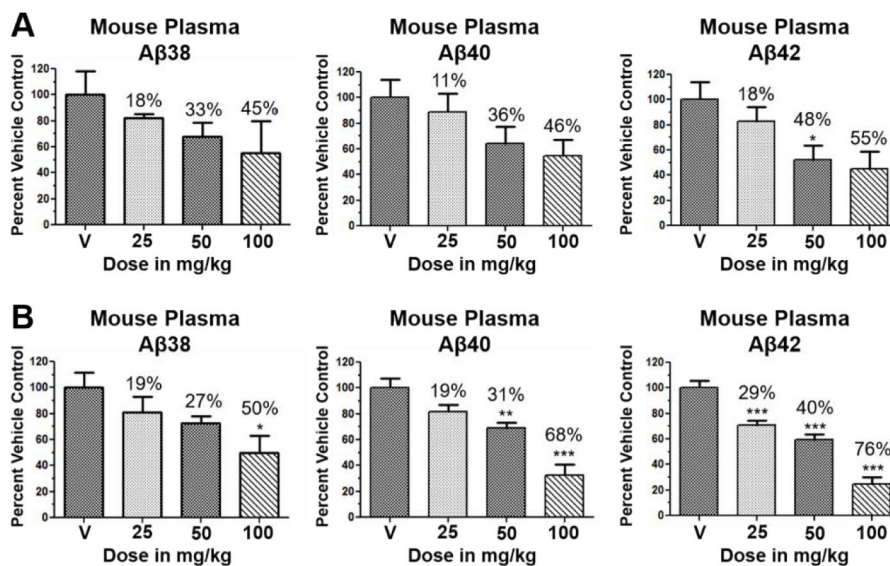 A
Mouse Plasma
Aβ38
Percent Vehicle Control
120
100
80
60
40
20
0
18%
33%
45%
V 25 50 100
Dose in mg/kg
Mouse Plasma
Aβ40
Percent Vehicle Control
120
100
80
60
40
20
0
11%
36%
46%
V 25 50 100
Dose in mg/kg
Mouse Plasma
Aβ42
Percent Vehicle Control
120
100
80
60
40
20
0
18%
48%
*
55%
V 25 50 100
Dose in mg/kg
B
Mouse Plasma
Aβ38
Percent Vehicle Control
120
100
80
60
40
20
0
19%
27%
50%
*
V 25 50 100
Dose in mg/kg
Mouse Plasma
Aβ40
Percent Vehicle Control
120
100
80
60
40
20
0
19%
31%
**
68%
***
V 25 50 100
Dose in mg/kg
Mouse Plasma
Aβ42
Percent Vehicle Control
120
100
80
60
40
20
0
29%
***
40%
***
76%
***
V 25 50 100
Dose in mg/kg